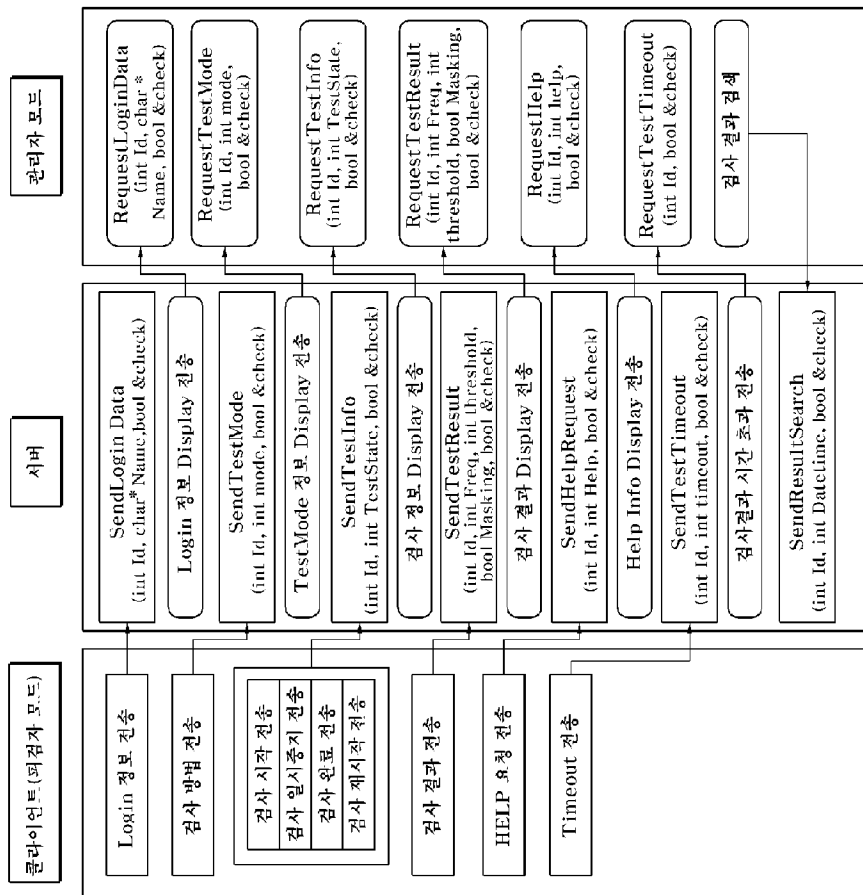 클라이언트(피검자 모드)
Login 정보 전송
검사 방법 전송
검사 시작 전송
검사 일시중지 전송
검사 완료 전송
검사 재시작 전송
검사 결과 전송
HELP 요청 전송
Timeout 전송
서버
SendLogin Data
(int Id, char* Name,bool &check)
Login 정보 Display 전송
SendTestMode
(int Id, int mode, bool &check)
TestMode 정보 Display 전송
SendTestInfo
(int Id, int TestState, bool &check)
검사 정보 Display 전송
SendTestResult
(int Id, int Freq, int threshold,
bool Masking, bool &check)
검사 결과 Display 전송
SendHelpRequest
(int Id, int Help, bool &check)
Help Info Display 전송
SendTestTimeout
(int Id, int timeout, bool &check)
검사결과 시간 초과 전송
SendResultSearch
(int Id, int Datetime, bool &check)
관리자 모드
RequestLoginData
(int Id, char *
Name, bool &check)
RequestTestMode
(int Id, int mode,
bool &check)
RequestTestInfo
(int Id, int TestState,
bool &check)
RequestTestResult
(int Id, int Freq, int
threshold, bool Masking,
bool &check)
RequestHelp
(int Id, int help,
bool &check)
RequestTestTimeout
(int Id, bool &check)
검사 결과 검색